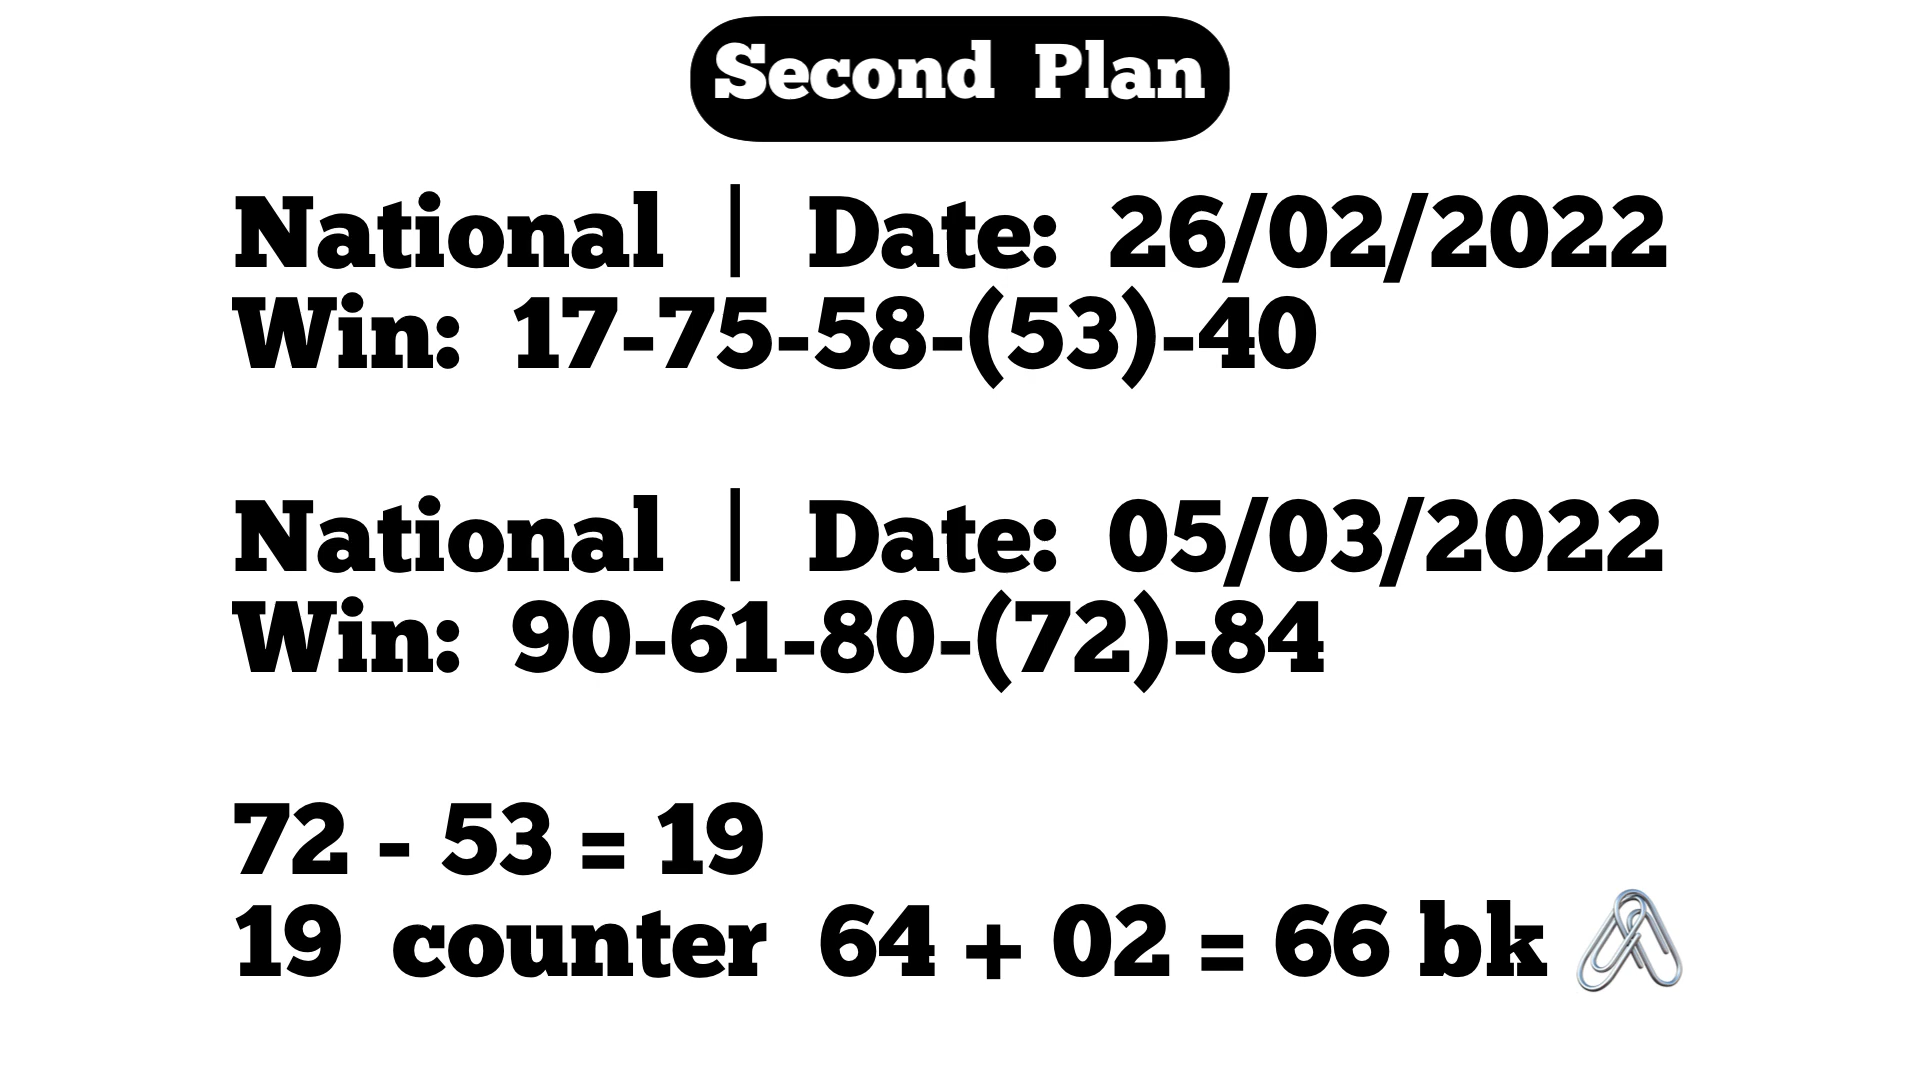 Second Plan
National | Date: 26/02/2022
Win: 17-75-58-(53)-40
National | Date: 05/03/2022
Win: 90-61-80-(72)-84
72 - 53 = 19
19 counter 64 + 02 = 66 bk